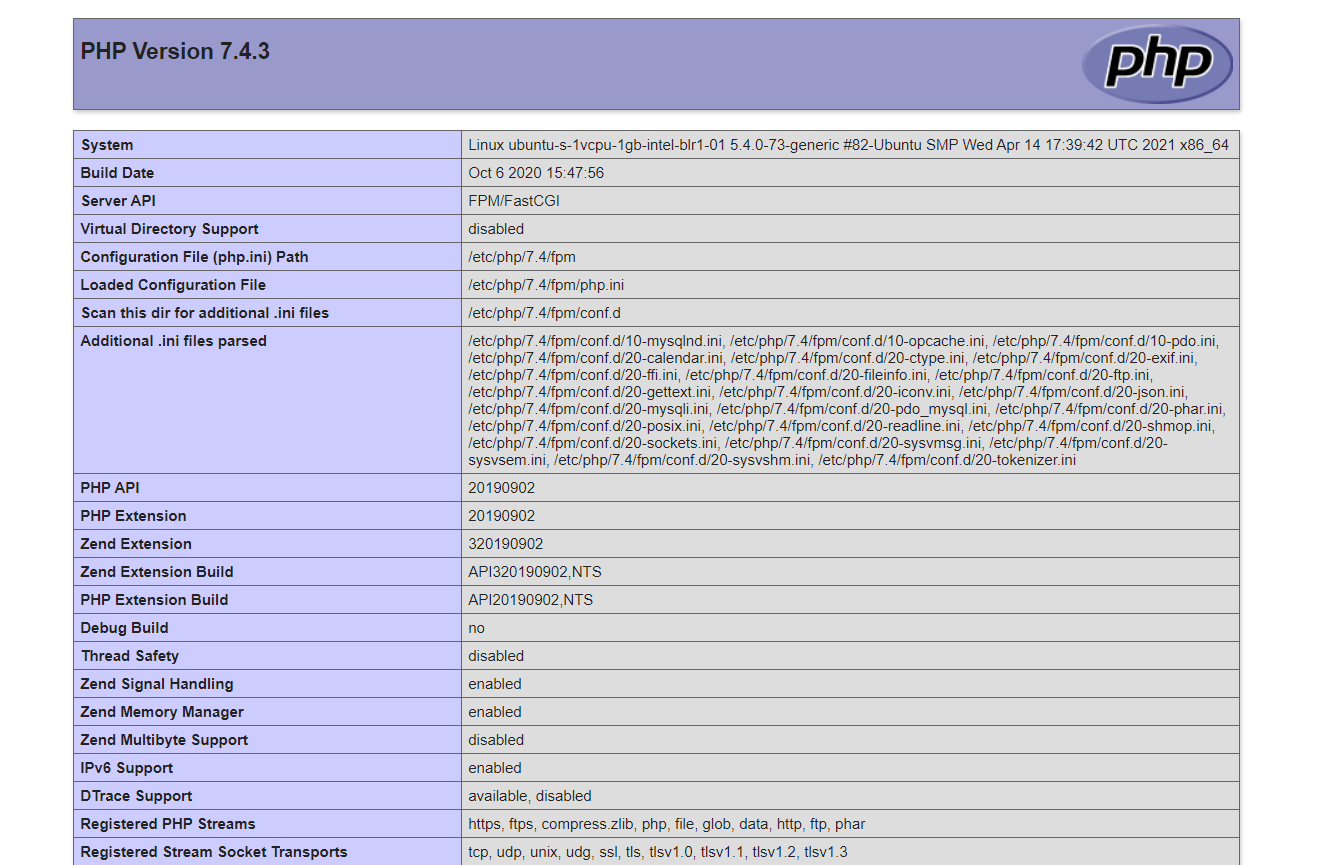 PHP Version 7.4.3
php
System Linux ubuntu-s-1vcpu-1gb-intel-blr1-01 5.4.0-73-generic #82-Ubuntu SMP Wed Apr 14 17:39:42 UTC 2021 x86_64
Build Date Oct 6 2020 15:47:56
Server API FPM/FastCGI
Virtual Directory Support disabled
Configuration File (php.ini) Path /etc/php/7.4/fpm
Loaded Configuration File /etc/php/7.4/fpm/php.ini
Scan this dir for additional .ini files /etc/php/7.4/fpm/conf.d
Additional .ini files parsed /etc/php/7.4/fpm/conf.d/10-mysqlnd.ini, /etc/php/7.4/fpm/conf.d/10-opcache.ini, /etc/php/7.4/fpm/conf.d/10-pdo.ini,
/etc/php/7.4/fpm/conf.d/20-calendar.ini, /etc/php/7.4/fpm/conf.d/20-ctype.ini, /etc/php/7.4/fpm/conf.d/20-exif.ini,
/etc/php/7.4/fpm/conf.d/20-ffi.ini, /etc/php/7.4/fpm/conf.d/20-fileinfo.ini, /etc/php/7.4/fpm/conf.d/20-ftp.ini,
/etc/php/7.4/fpm/conf.d/20-gettext.ini, /etc/php/7.4/fpm/conf.d/20-iconv.ini, /etc/php/7.4/fpm/conf.d/20-json.ini,
/etc/php/7.4/fpm/conf.d/20-mysqli.ini, /etc/php/7.4/fpm/conf.d/20-pdo_mysql.ini, /etc/php/7.4/fpm/conf.d/20-phar.ini,
/etc/php/7.4/fpm/conf.d/20-posix.ini, /etc/php/7.4/fpm/conf.d/20-readline.ini, /etc/php/7.4/fpm/conf.d/20-shmop.ini,
/etc/php/7.4/fpm/conf.d/20-sockets.ini, /etc/php/7.4/fpm/conf.d/20-sysvmsg.ini, /etc/php/7.4/fpm/conf.d/20-
sysvsem.ini, /etc/php/7.4/fpm/conf.d/20-sysvshm.ini, /etc/php/7.4/fpm/conf.d/20-tokenizer.ini
PHP API 20190902
PHP Extension 20190902
Zend Extension 320190902
Zend Extension Build API320190902,NTS
PHP Extension Build API20190902,NTS
Debug Build no
Thread Safety disabled
Zend Signal Handling enabled
Zend Memory Manager enabled
Zend Multibyte Support disabled
IPv6 Support enabled
DTrace Support available, disabled
Registered PHP Streams https, ftps, compress.zlib, php, file, glob, data, http, ftp, phar
Registered Stream Socket Transports tcp, udp, unix, udg, ssl, tls, tlsv1.0, tlsv1.1, tlsv1.2, tlsv1.3